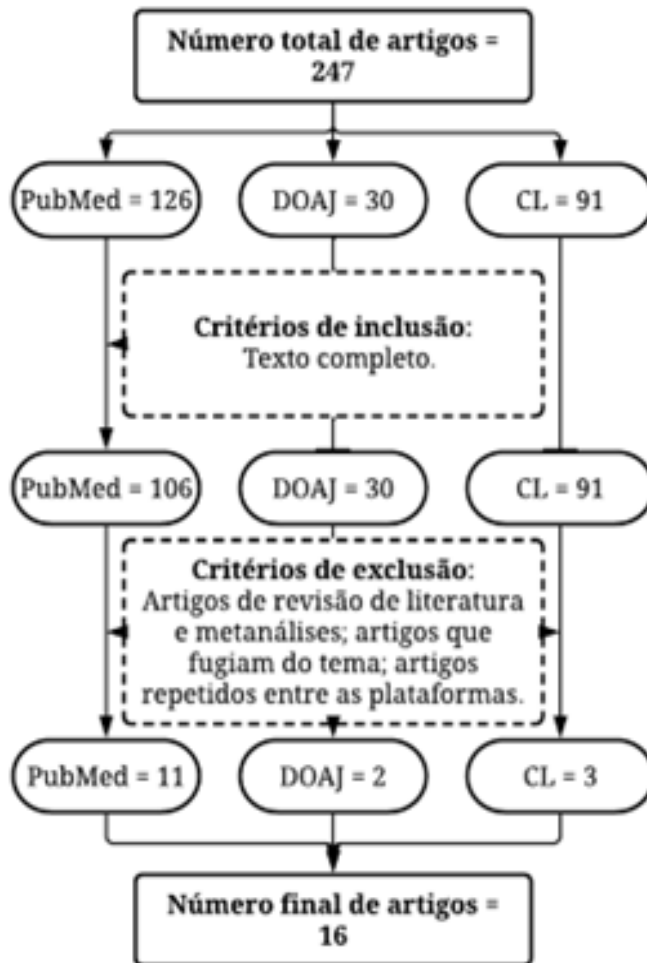 Número total de artigos =
247
PubMed = 126
DOAJ = 30
CL = 91
Critérios de inclusão:
Texto completo.
PubMed = 106
DOAJ = 30
CL = 91
Critérios de exclusão:
Artigos de revisão de literatura
e metanálises; artigos que
fugiam do tema; artigos
repetidos entre as plataformas.
PubMed = 11
DOAJ = 2
CL = 3
Número final de artigos =
16